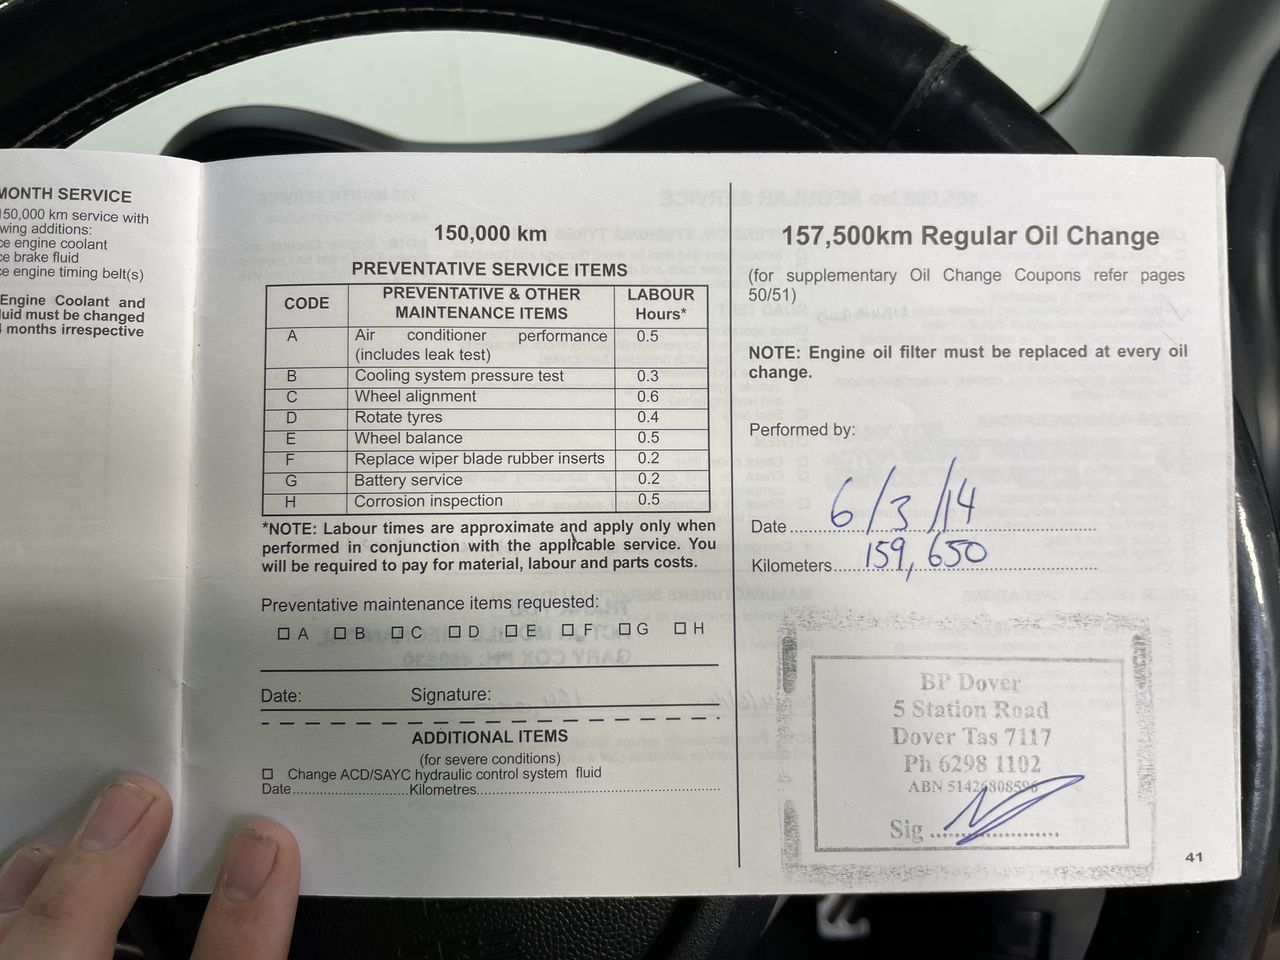 MONTH SERVICE
150,000 km service with
wing additions:
ce engine coolant
ce brake fluid
ce engine timing belt(s)
Engine Coolant and
luid must be changed
4 months irrespective
150,000 km
PREVENTATIVE SERVICE ITEMS
CODE PREVENTATIVE & OTHER MAINTENANCE ITEMS LABOUR Hours*
A Air conditioner performance (includes leak test) 0.5
B Cooling system pressure test 0.3
C Wheel alignment 0.6
D Rotate tyres 0.4
E Wheel balance 0.5
F Replace wiper blade rubber inserts 0.2
G Battery service 0.2
H Corrosion inspection 0.5
*NOTE: Labour times are approximate and apply only when
performed in conjunction with the applicable service. You
will be required to pay for material, labour and parts costs.
Preventative maintenance items requested:
☐ A ☐ B ☐ C ☐ D ☐ E ☐ F ☐ G ☐ H
Date: Signature:
ADDITIONAL ITEMS
(for severe conditions)
☐ Change ACD/SAYC hydraulic control system fluid
Date..............................Kilometres..............................
157,500km Regular Oil Change
(for supplementary Oil Change Coupons refer pages
50/51)
NOTE: Engine oil filter must be replaced at every oil
change.
Performed by:
Date 6/3/14
Kilometers 159,650
BP Dover
5 Station Road
Dover Tas 7117
Ph 6298 1102
ABN 51426808596
Sig
41